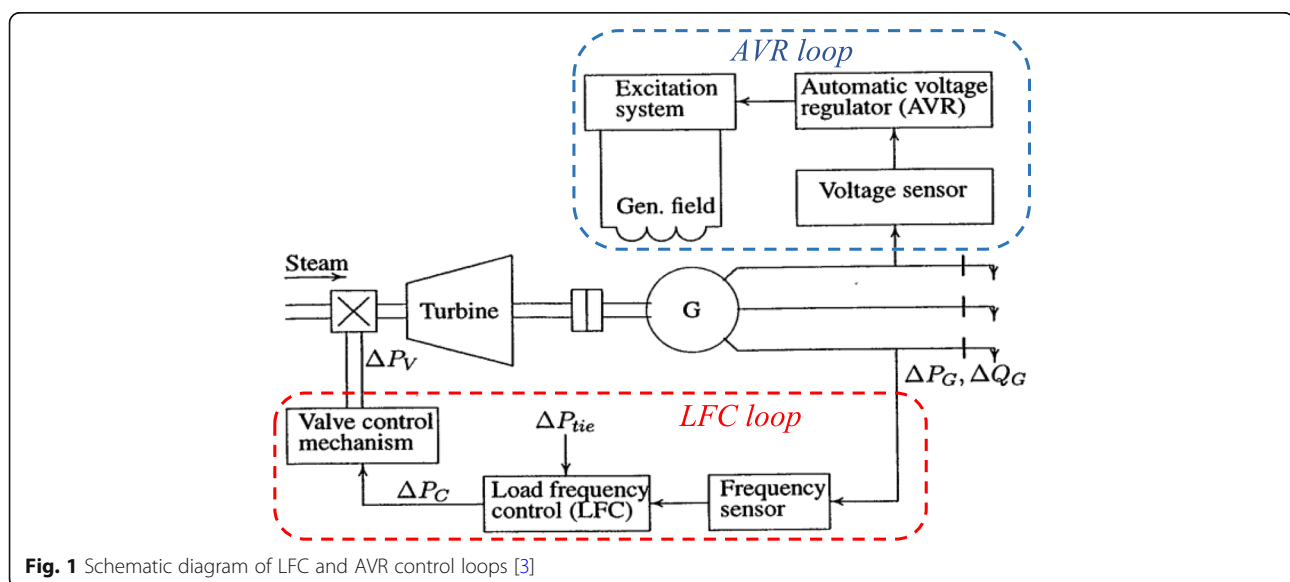 AVR loop
Excitation
system
Automatic voltage
regulator (AVR)
Voltage sensor
Gen. field
Steam
Turbine
G
ΔP_V
ΔP_G, ΔQ_G
LFC loop
Valve control
mechanism
ΔP_tie
ΔP_C
Load frequency
control (LFC)
Frequency
sensor
Fig. 1 Schematic diagram of LFC and AVR control loops [3]